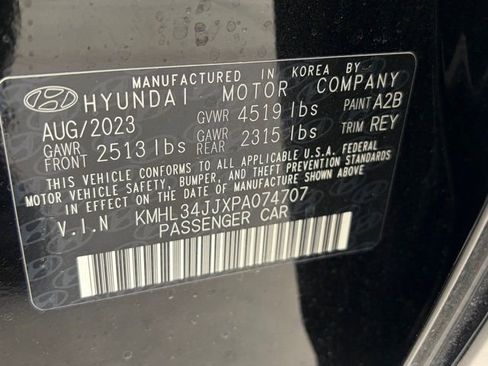 MANUFACTURED IN KOREA BY
HYUNDAI MOTOR COMPANY
AUG/2023 GVWR 4519 lbs PAINT A2B
GAWR FRONT 2513 lbs GAWR REAR 2315 lbs TRIM REY
THIS VEHICLE CONFORMS TO ALL APPLICABLE U.S.A. FEDERAL
MOTOR VEHICLE SAFETY, BUMPER, AND THEFT PREVENTION STANDARDS
IN EFFECT ON THE DATE OF MANUFACTURE SHOWN ABOVE.
V.I.N KMHL34JJXPA074707
PASSENGER CAR